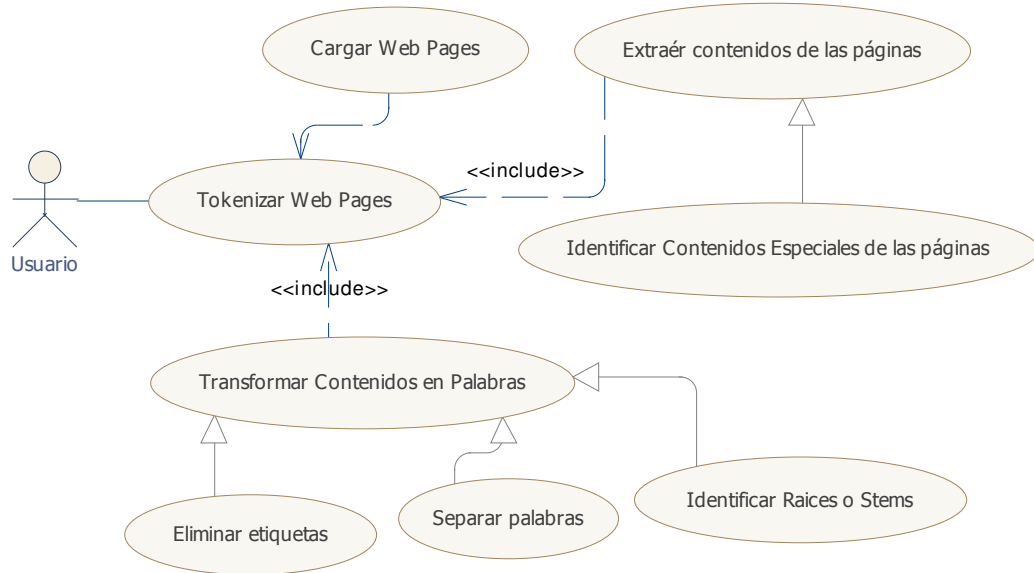 Cargar Web Pages
Extraér contenidos de las páginas
<<include>>
Tokenizar Web Pages
Identificar Contenidos Especiales de las páginas
Usuario
<<include>>
Transformar Contenidos en Palabras
Identificar Raices o Stems
Separar palabras
Eliminar etiquetas